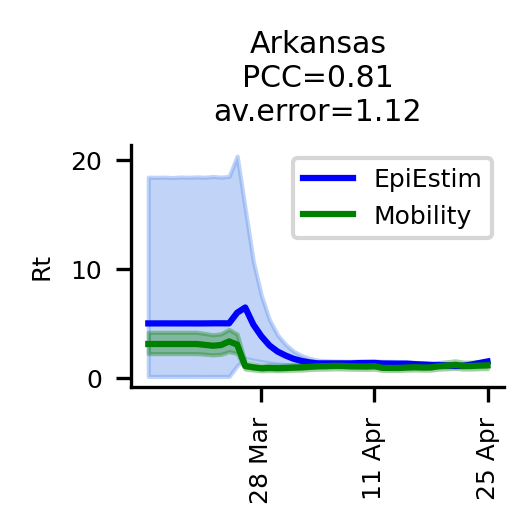 Arkansas
PCC=0.81
av.error=1.12
20
EpiEstim
Mobility
Rt
10
0
28 Mar
11 Apr
25 Apr